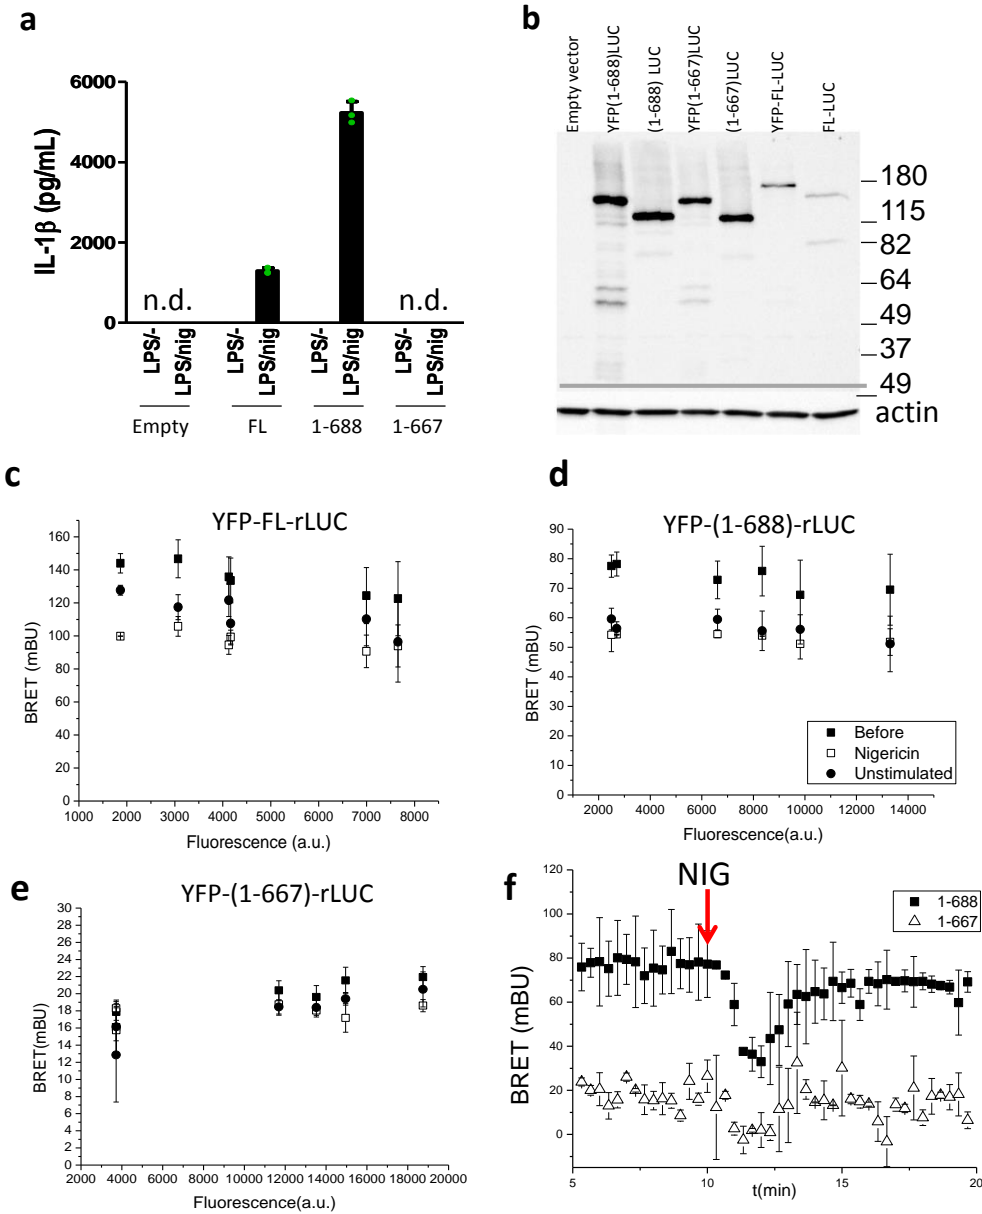 a
6000
4000
2000
0
IL-1β (pg/mL)
n.d.
n.d.
LPS/-
LPS/nig
LPS/-
LPS/nig
LPS/-
LPS/nig
LPS/-
LPS/nig
Empty
FL
1-688
1-667
b
Empty vector
YFP(1-688)LUC
(1-688) LUC
YFP(1-667)LUC
(1-667)LUC
YFP-FL-LUC
FL-LUC
180
115
82
64
49
37
49
actin
c
YFP-FL-rLUC
160
140
120
100
80
60
40
20
0
BRET (mBU)
1000 2000 3000 4000 5000 6000 7000 8000
Fluorescence (a.u.)
d
YFP-(1-688)-rLUC
90
80
70
60
50
40
30
20
10
0
BRET (mBU)
Before
Nigericin
Unstimulated
2000 4000 6000 8000 10000 12000 14000
Fluorescence(a.u.)
e
YFP-(1-667)-rLUC
30
28
26
24
22
20
18
16
14
12
10
8
6
4
2
0
BRET(mBU)
2000 4000 6000 8000 10000 12000 14000 16000 18000 20000
Fluorescence(a.u.)
f
NIG
1-688
1-667
120
100
80
60
40
20
0
BRET (mBU)
5 10 15 20
t(min)